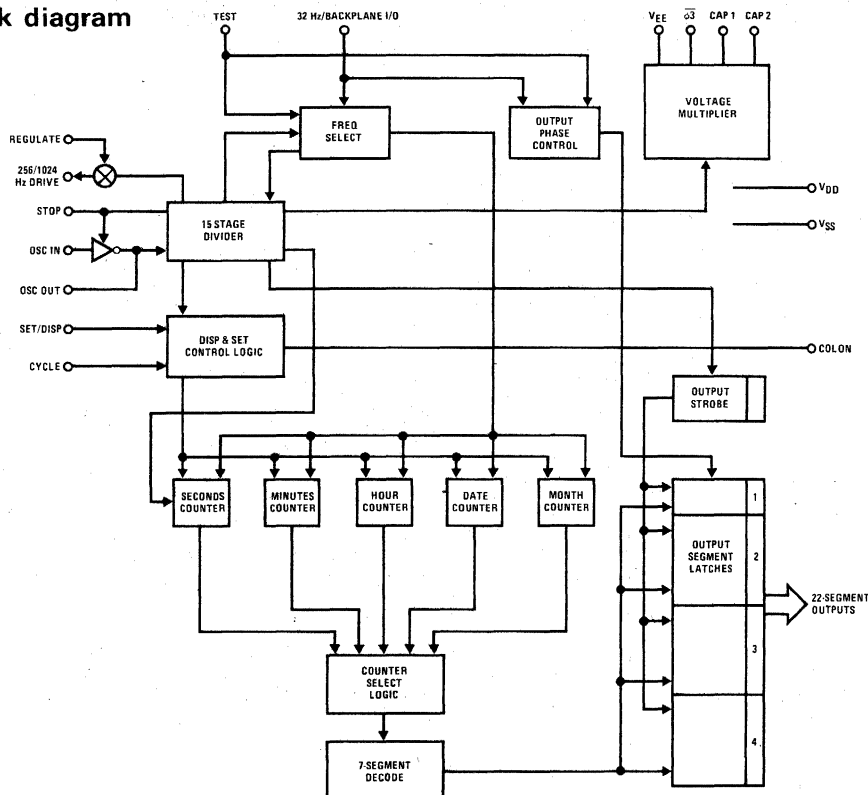 k diagram
TEST
32 Hz/BACKPLANE I/O
VEE
φ3
CAP 1
CAP 2
VOLTAGE
MULTIPLIER
FREQ
SELECT
OUTPUT
PHASE
CONTROL
REGULATE
256/1024
Hz DRIVE
STOP
OSC IN
OSC OUT
SET/DISP
CYCLE
15 STAGE
DIVIDER
VDD
VSS
DISP & SET
CONTROL LOGIC
COLON
OUTPUT
STROBE
SECONDS
COUNTER
MINUTES
COUNTER
HOUR
COUNTER
DATE
COUNTER
MONTH
COUNTER
1
OUTPUT
SEGMENT
LATCHES
2
22-SEGMENT
OUTPUTS
3
4
COUNTER
SELECT
LOGIC
7-SEGMENT
DECODE